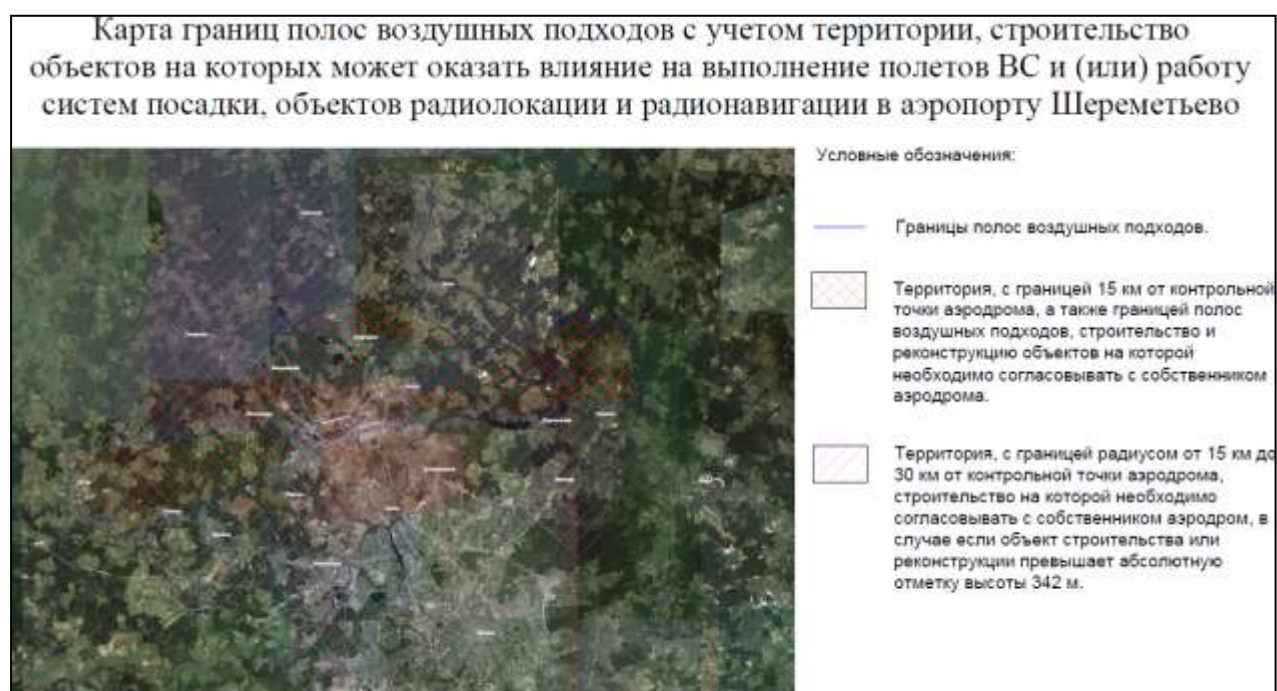 Карта границ полос воздушных подходов с учетом территории, строительство
объектов на которых может оказать влияние на выполнение полетов ВС и (или) работу
систем посадки, объектов радиолокации и радионавигации в аэропорту Шереметьево
Условные обозначения:
Границы полос воздушных подходов.
Территория, с границей 15 км от контрольной
точки аэродрома, а также границей полос
воздушных подходов, строительство и
реконструкцию объектов на которой
необходимо согласовывать с собственником
аэродрома.
Территория, с границей радиусом от 15 км до
30 км от контрольной точки аэродрома,
строительство на которой необходимо
согласовывать с собственником аэродром, в
случае если объект строительства или
реконструкции превышает абсолютную
отметку высоты 342 м.